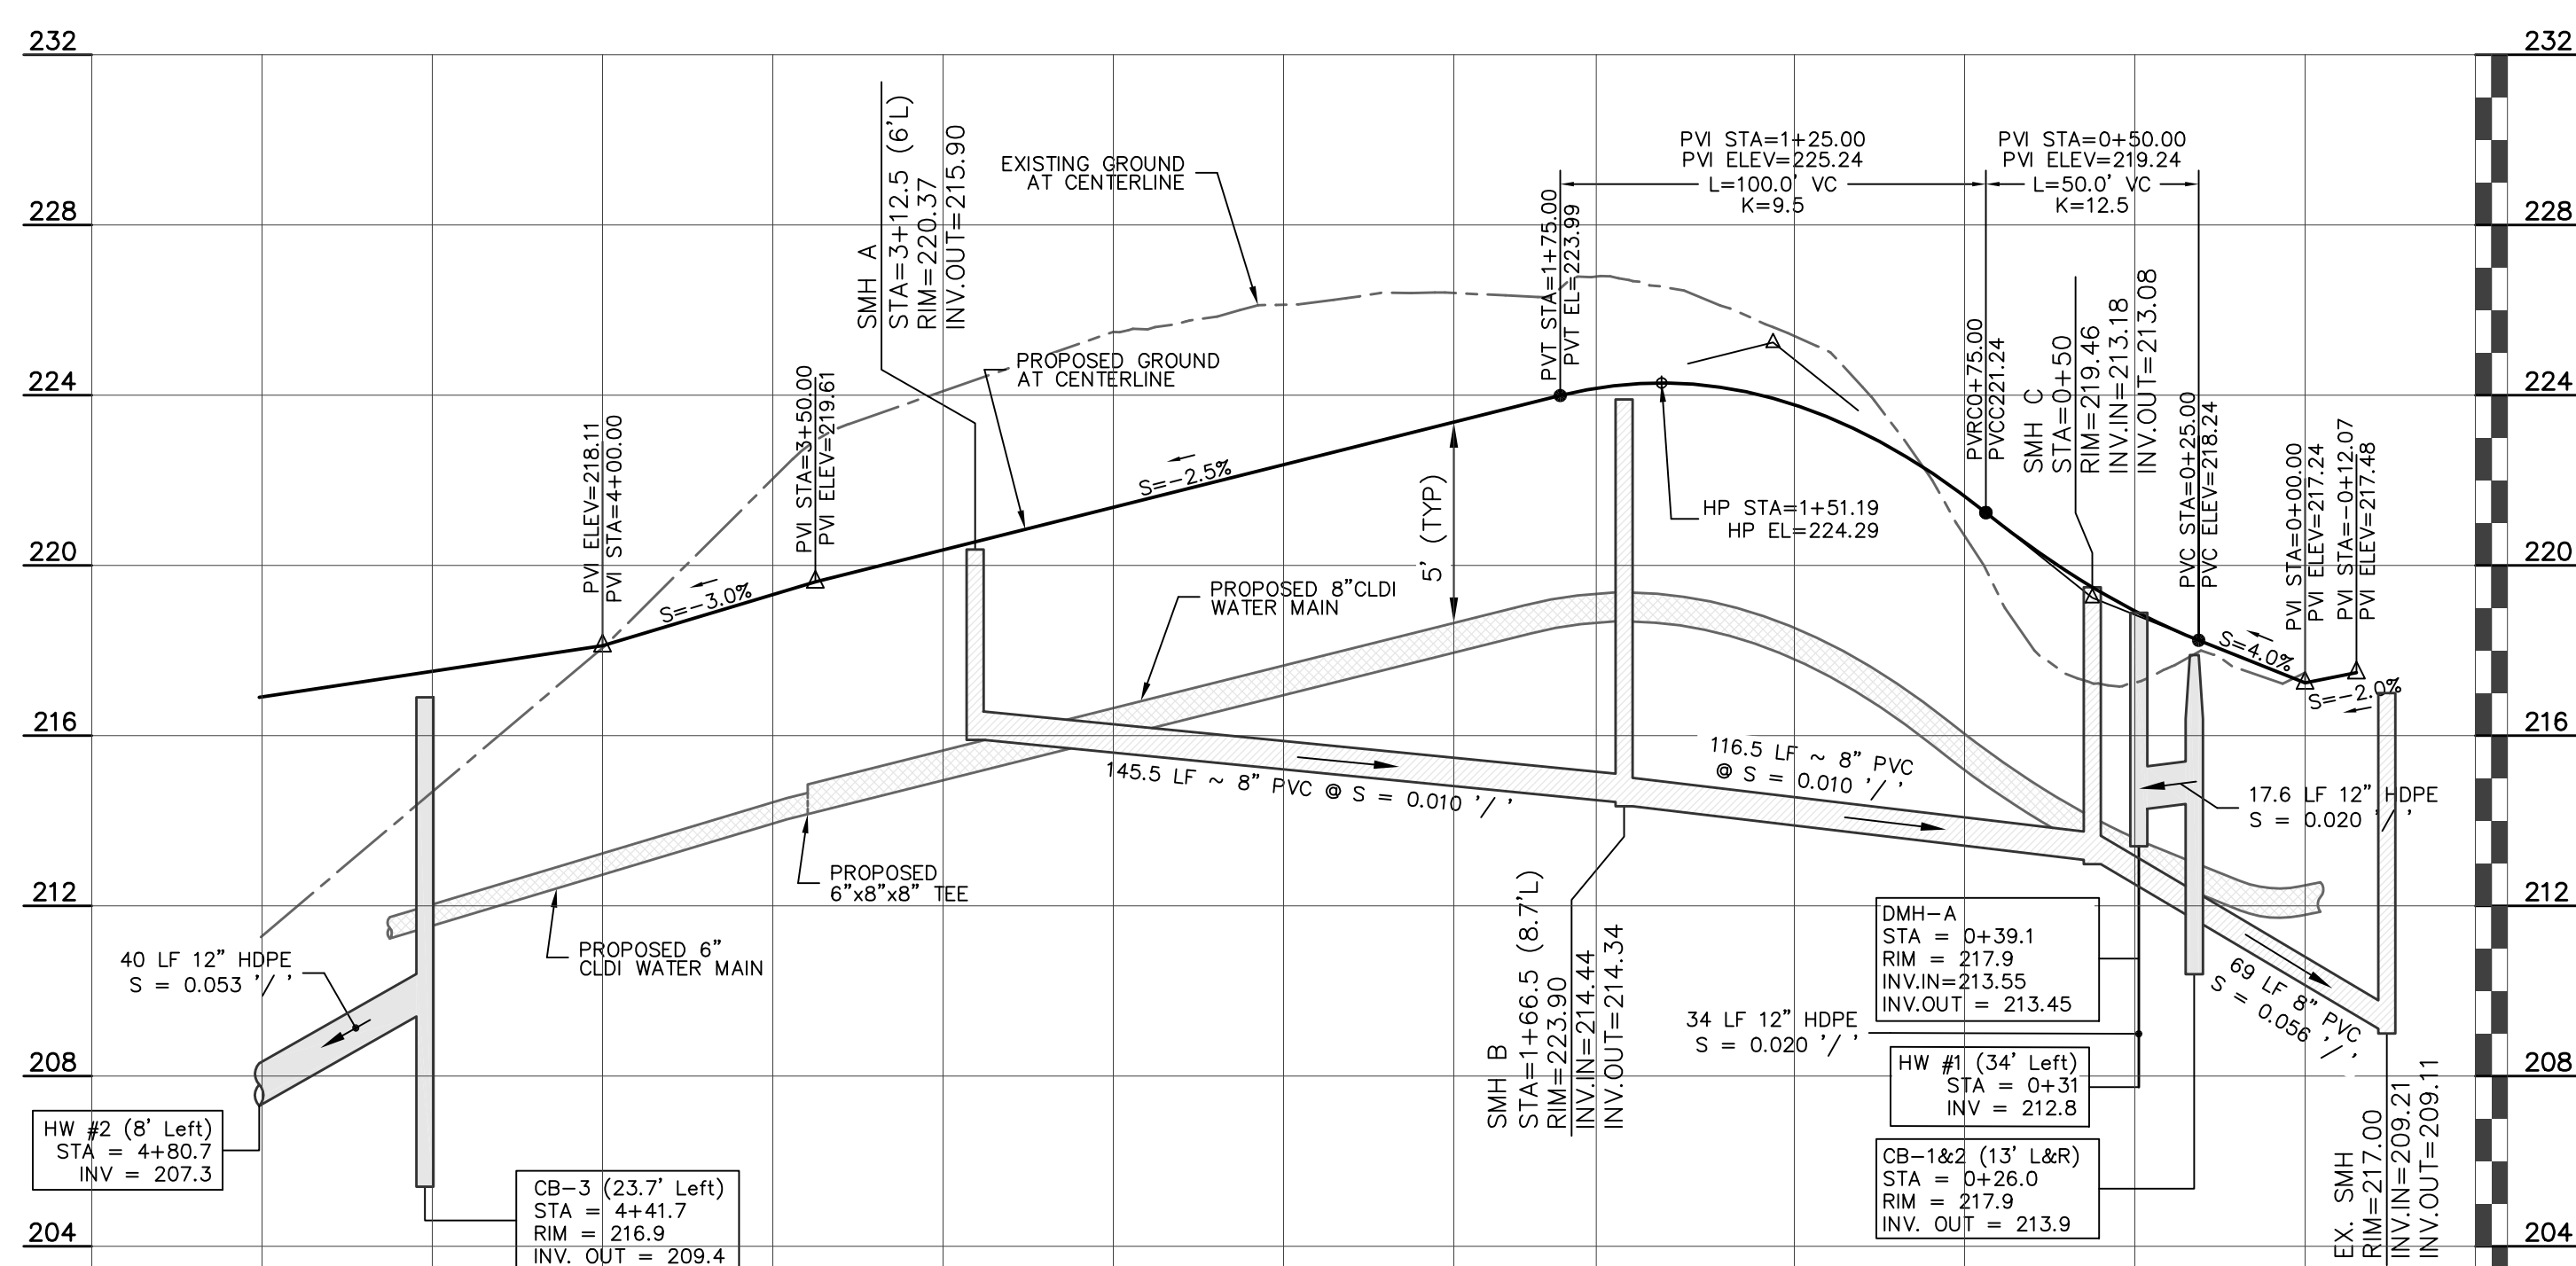 232
228
224
220
216
212
208
204
232
228
224
220
216
212
208
204
PVI ELEV=218.11
PVI STA=4+00.00
PVI STA=3+50.00
PVI ELEV=219.61
S=-3.0%
SMH A
STA=3+12.5 (6'L)
RIM=220.37
INV.OUT=215.90
EXISTING GROUND
AT CENTERLINE
PROPOSED GROUND
AT CENTERLINE
S=-2.5%
5' (TYP)
PROPOSED 8"CLDI
WATER MAIN
PVT STA=1+75.00
PVT EL=223.99
PVI STA=1+25.00
PVI ELEV=225.24
L=100.0' VC
K=9.5
PVI STA=0+50.00
PVI ELEV=219.24
L=50.0' VC
K=12.5
HP STA=1+51.19
HP EL=224.29
PVRC0+75.00
PVCC221.24
SMH C
STA=0+50
RIM=219.46
INV.IN=213.18
INV.OUT=213.08
PVC STA=0+25.00
PVC ELEV=218.24
PVI STA=0+00.00
PVI ELEV=217.24
PVI STA=-0+12.07
PVI ELEV=217.48
S=4.0%
S=-2.0%
145.5 LF ~ 8" PVC @ S = 0.010 '/ '
116.5 LF ~ 8" PVC
@ S = 0.010 '/ '
17.6 LF 12" HDPE
S = 0.020 '/ '
PROPOSED
6"x8"x8" TEE
PROPOSED 6"
CLDI WATER MAIN
40 LF 12" HDPE
S = 0.053 '/ '
HW #2 (8' Left)
STA = 4+80.7
INV = 207.3
CB-3 (23.7' Left)
STA = 4+41.7
RIM = 216.9
INV. OUT = 209.4
SMH B
STA=1+66.5 (8.7'L)
RIM=223.90
INV.IN=214.44
INV.OUT=214.34
DMH-A
STA = 0+39.1
RIM = 217.9
INV.IN=213.55
INV.OUT = 213.45
34 LF 12" HDPE
S = 0.020 '/ '
HW #1 (34' Left)
STA = 0+31
INV = 212.8
CB-1&2 (13' L&R)
STA = 0+26.0
RIM = 217.9
INV. OUT = 213.9
69 LF 8" PVC
S = 0.056 '/ '
EX. SMH
RIM=217.00
INV.IN=209.21
INV.OUT=209.11